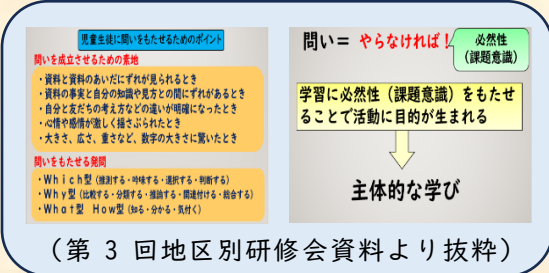 児童生徒に問いをもたせるためのポイント
問いを成立させるための素地
・資料と資料のあいだにずれが見られるとき
・資料の事実と自分の知識や見方との間にずれがあるとき
・自分と友だちの考え方などの違いが明確になったとき
・心情や感情が激しく揺さぶられたとき
・大きさ、広さ、重さなど、数字の大きさに驚いたとき
問いをもたせる発問
・Which型（推測する・吟味する・選択する・判断する）
・Why型（比較する・分類する・推論する・関連付ける・総合する）
・What型 How型（知る・分かる・気付く）
問い＝ やらなければ！
必然性
（課題意識）
学習に必然性（課題意識）をもたせ
ることで活動に目的が生まれる
主体的な学び
（第 3 回地区別研修会資料より抜粋）